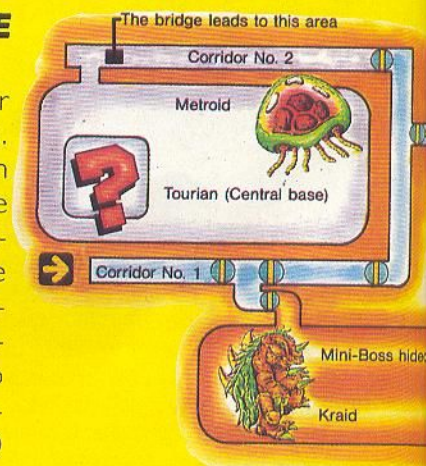 E
The bridge leads to this area
Corridor No. 2
r
.
Metroid
n
e
?
Tourian (Central base)
-
e
Corridor No. 1
-
-
Mini-Boss hide
Kraid